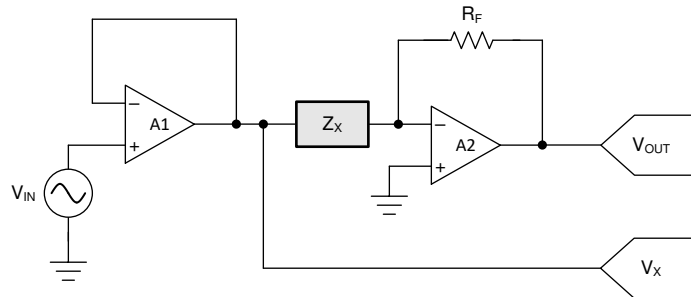 R_F
A1
Z_X
A2
V_OUT
V_IN
V_X